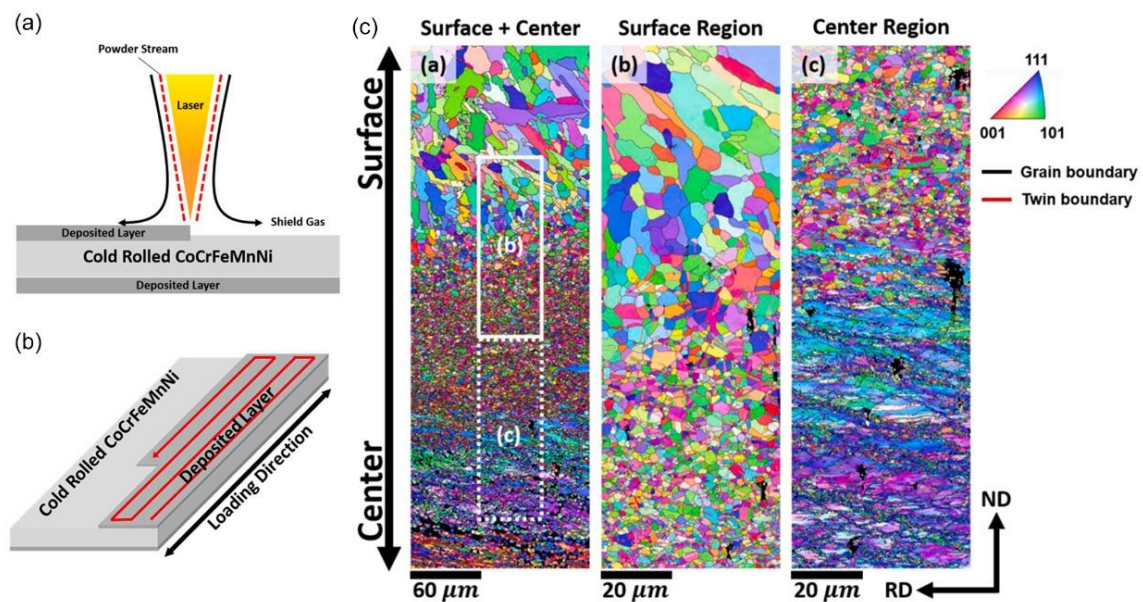 (a)
Powder Stream
Laser
Shield Gas
Deposited Layer
Cold Rolled CoCrFeMnNi
Deposited Layer
(b)
Cold Rolled CoCrFeMnNi
Deposited Layer
Loading Direction
(c)
Surface + Center
Surface Region
Center Region
Surface
Center
(a)
(b)
(c)
(b)
(c)
111
001
101
Grain boundary
Twin boundary
ND
RD
60 μm
20 μm
20 μm